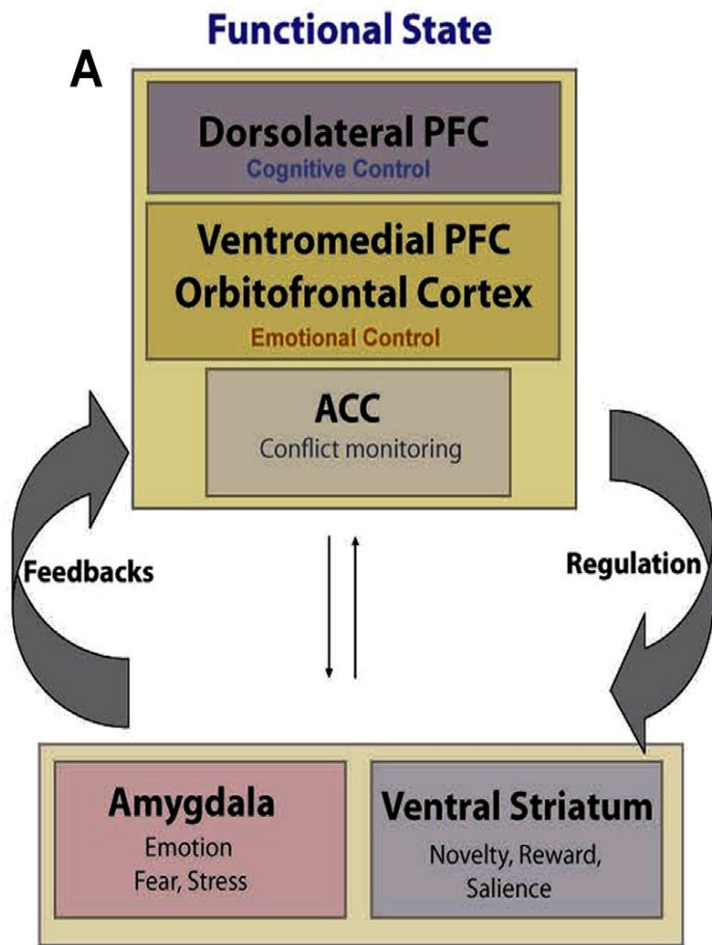 Functional State
A
Dorsolateral PFC
Cognitive Control
Ventromedial PFC
Orbitofrontal Cortex
Emotional Control
ACC
Conflict monitoring
Feedbacks
Regulation
Amygdala
Emotion
Fear, Stress
Ventral Striatum
Novelty, Reward,
Salience